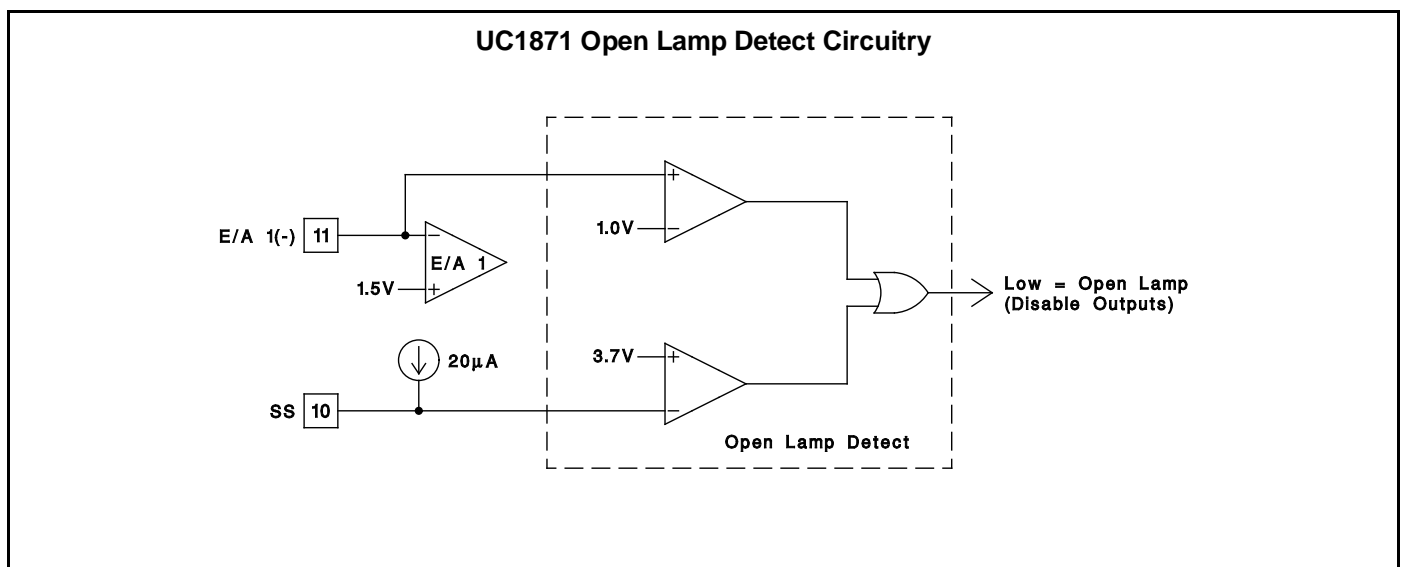 UC1871 Open Lamp Detect Circuitry
+
1.0V
−
E/A 1(-)
11
−
E/A 1
1.5V
+
Low = Open Lamp
(Disable Outputs)
20μA
3.7V
+
SS
10
−
Open Lamp Detect